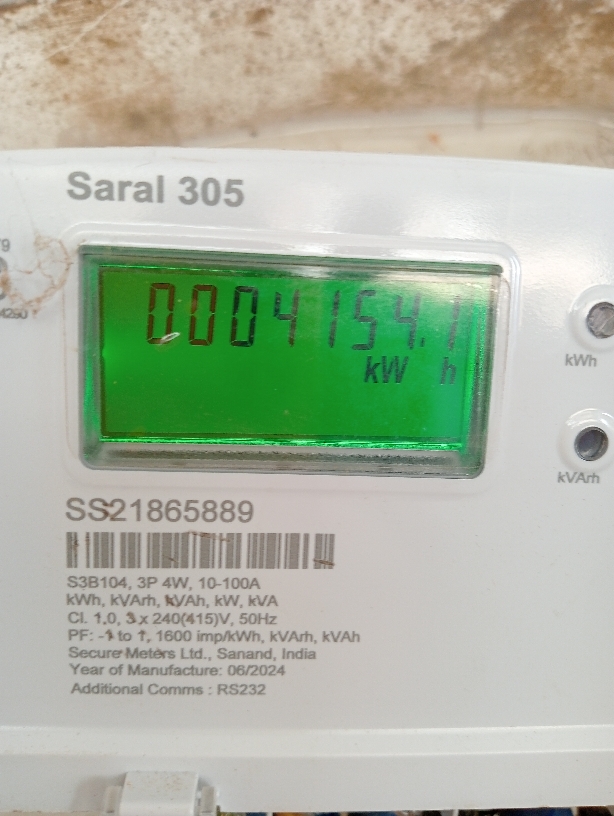 Saral 305
0004154.1
kW h
kWh
kVArh
SS21865889
S3B104, 3P 4W, 10-100A
kWh, kVArh, kVAh, kW, kVA
Cl. 1.0, 3 x 240(415)V, 50Hz
PF: -1 to 1, 1600 imp/kWh, kVArh, kVAh
Secure Meters Ltd., Sanand, India
Year of Manufacture: 06/2024
Additional Comms : RS232